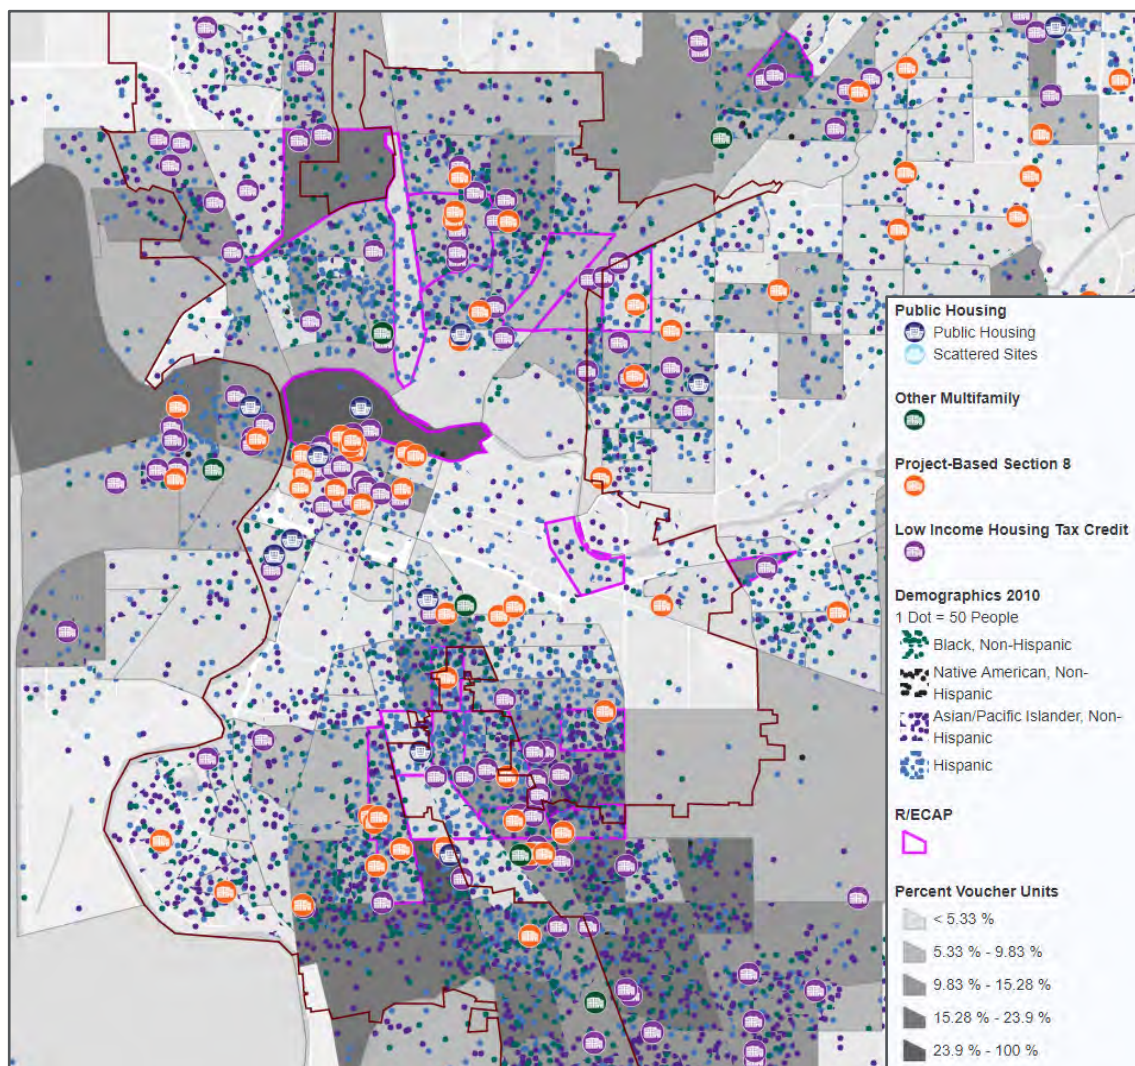 Public Housing
Public Housing
Scattered Sites
Other Multifamily
Project-Based Section 8
Low Income Housing Tax Credit
Demographics 2010
1 Dot = 50 People
Black, Non-Hispanic
Native American, Non-
Hispanic
Asian/Pacific Islander, Non-
Hispanic
Hispanic
R/ECAP
Percent Voucher Units
< 5.33 %
5.33 % - 9.83 %
9.83 % - 15.28 %
15.28 % - 23.9 %
23.9 % - 100 %